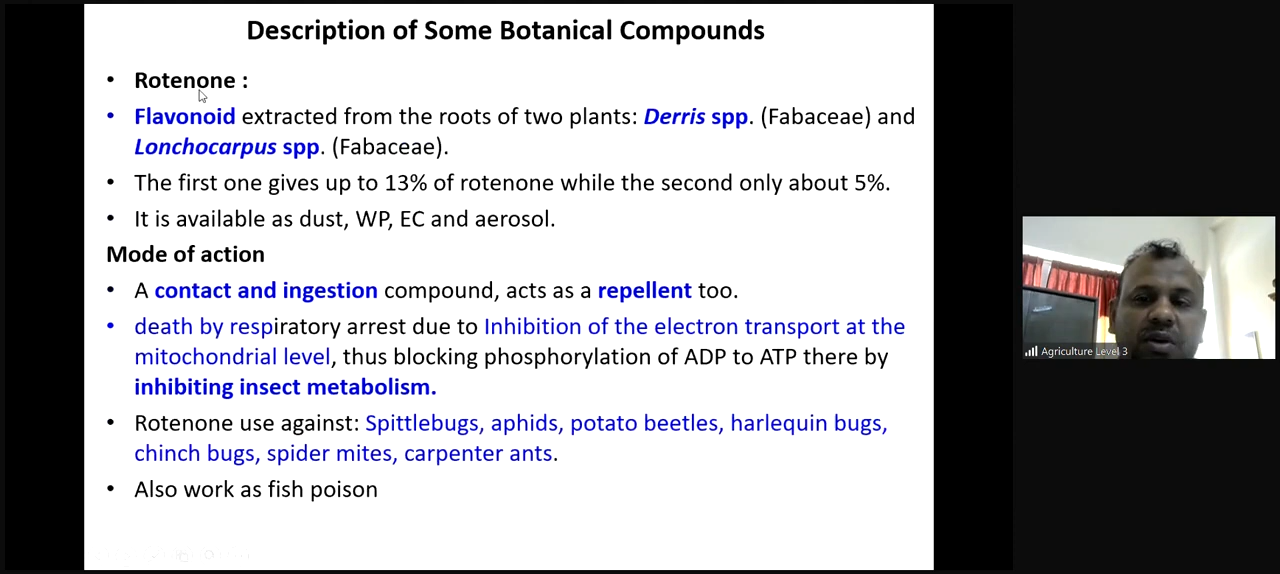 Description of Some Botanical Compounds
• Rotenone :
• Flavonoid extracted from the roots of two plants: Derris spp. (Fabaceae) and
Lonchocarpus spp. (Fabaceae).
• The first one gives up to 13% of rotenone while the second only about 5%.
• It is available as dust, WP, EC and aerosol.
Mode of action
• A contact and ingestion compound, acts as a repellent too.
• death by respiratory arrest due to Inhibition of the electron transport at the
mitochondrial level, thus blocking phosphorylation of ADP to ATP there by
inhibiting insect metabolism.
• Rotenone use against: Spittlebugs, aphids, potato beetles, harlequin bugs,
chinch bugs, spider mites, carpenter ants.
• Also work as fish poison
Agriculture Level 3